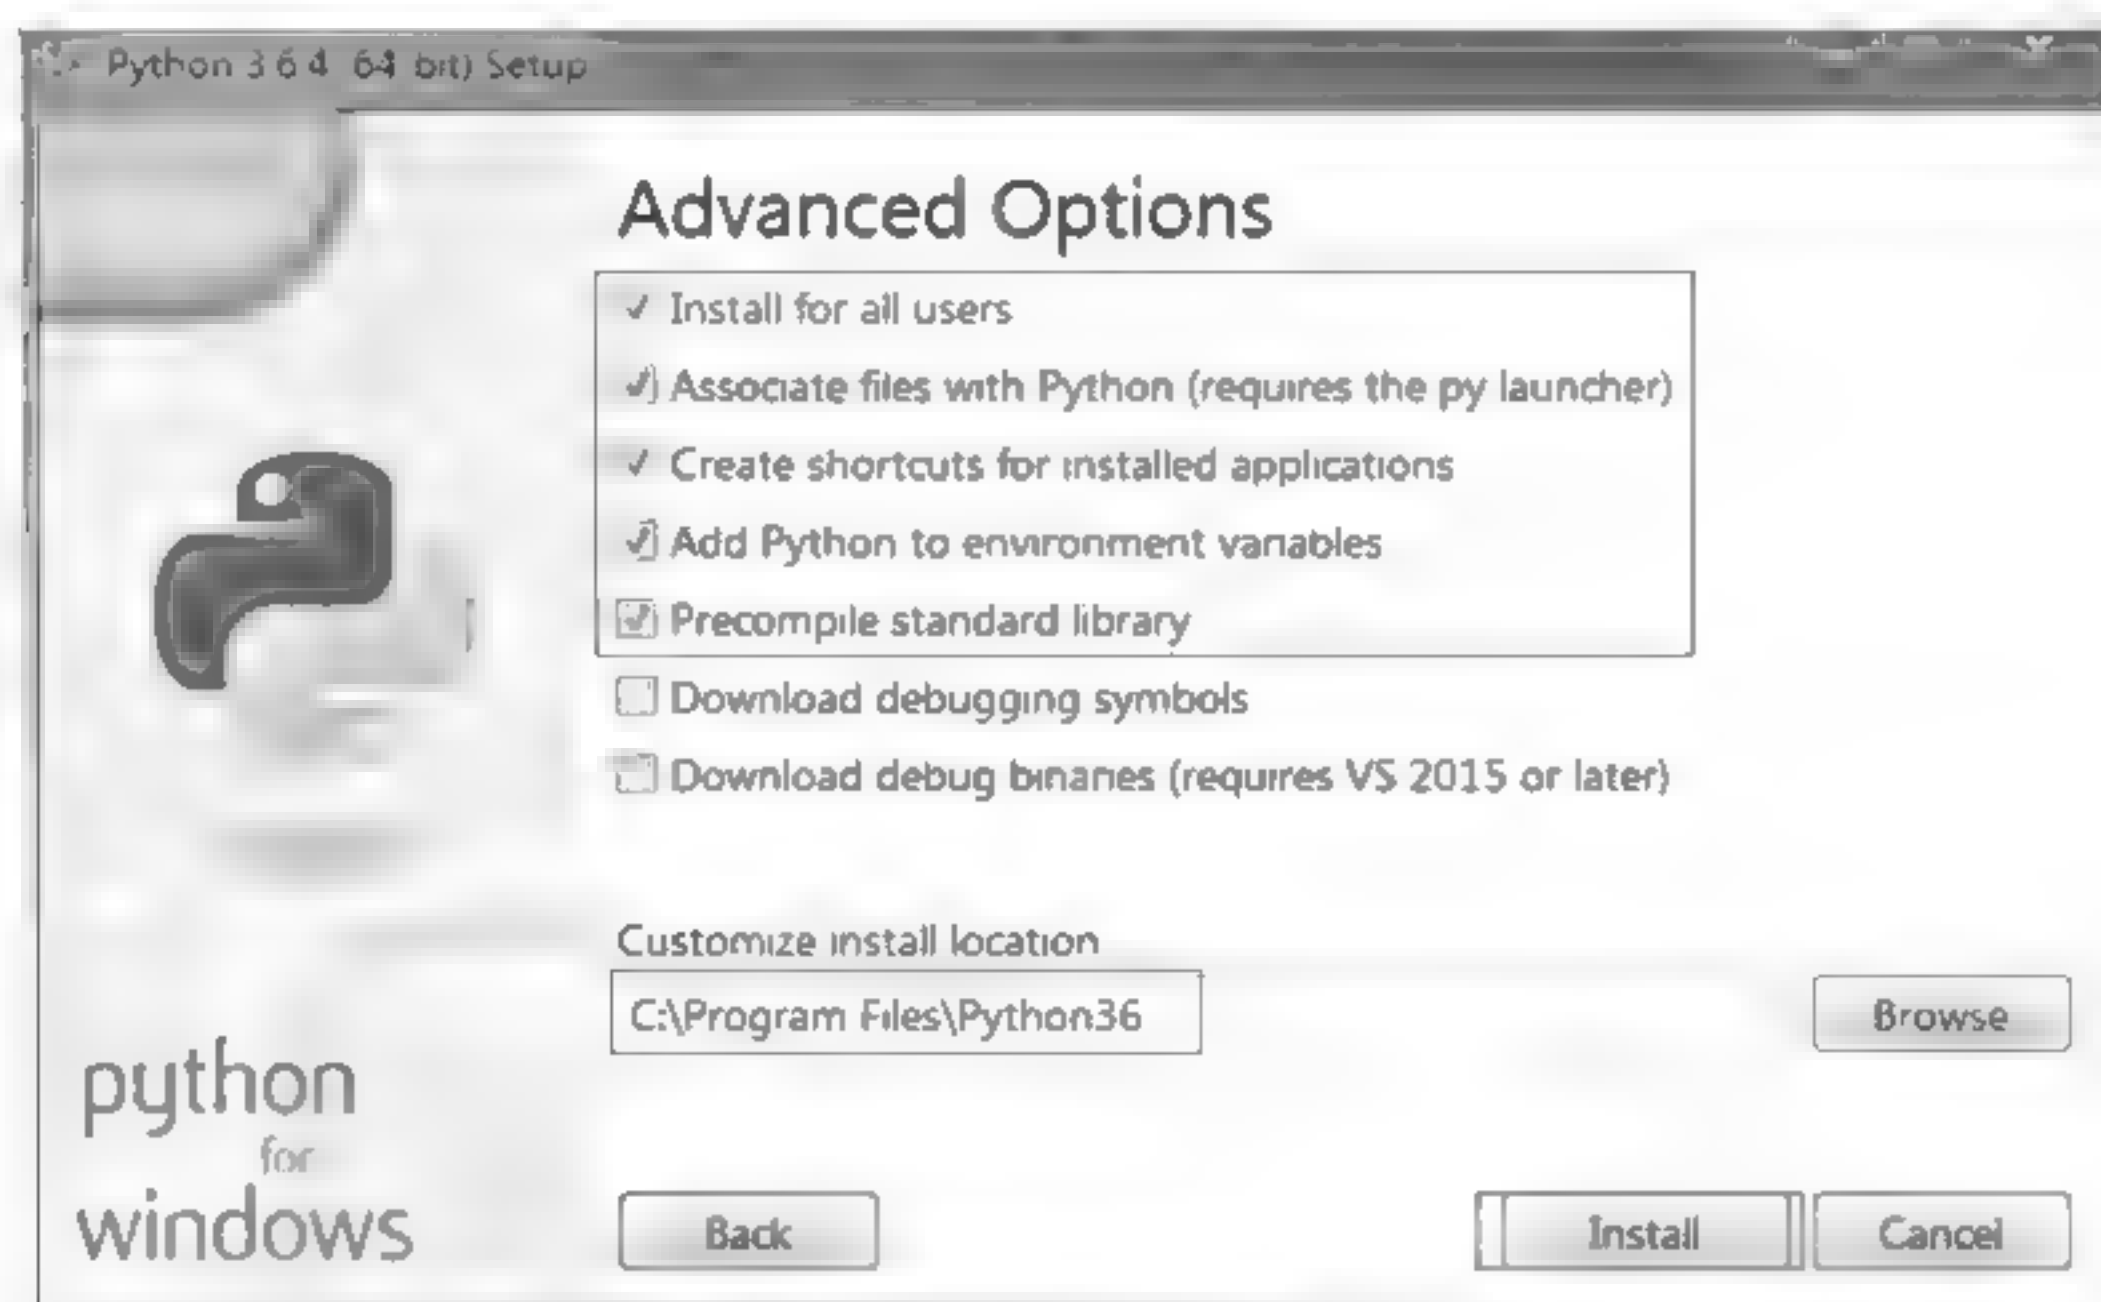 Python 3 6 4 64 bit) Setup
Advanced Options
Install for all users
Associate files with Python (requires the py launcher)
Create shortcuts for installed applications
Add Python to environment variables
Precompile standard library
Download debugging symbols
Download debug binaries (requires VS 2015 or later)
Customize install location
C:\Program Files\Python36
Browse
python
for
windows
Back
Install
Cancel